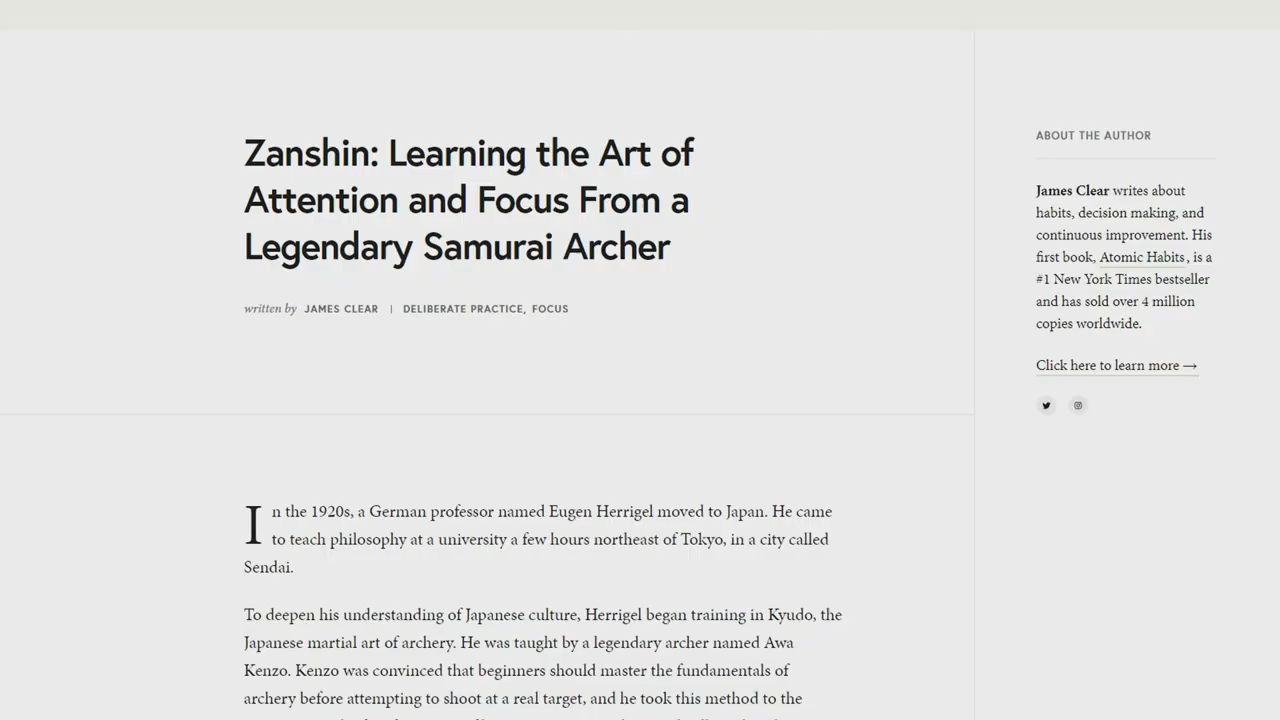 Zanshin: Learning the Art of
Attention and Focus From a
Legendary Samurai Archer
written by JAMES CLEAR | DELIBERATE PRACTICE, FOCUS
In the 1920s, a German professor named Eugen Herrigel moved to Japan. He came
to teach philosophy at a university a few hours northeast of Tokyo, in a city called
Sendai.
To deepen his understanding of Japanese culture, Herrigel began training in Kyudo, the
Japanese martial art of archery. He was taught by a legendary archer named Awa
Kenzo. Kenzo was convinced that beginners should master the fundamentals of
archery before attempting to shoot at a real target, and he took this method to the
ABOUT THE AUTHOR
James Clear writes about
habits, decision making, and
continuous improvement. His
first book, Atomic Habits, is a
#1 New York Times bestseller
and has sold over 4 million
copies worldwide.
Click here to learn more →